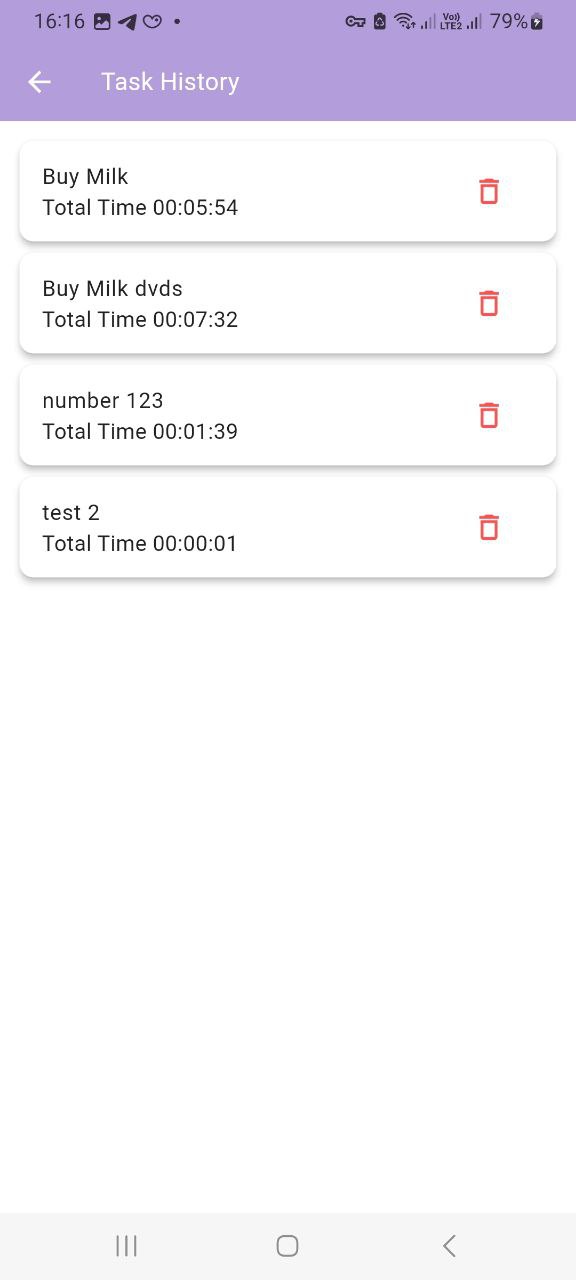 16:16 Vo)) LTE2 79%
Task History
Buy Milk
Total Time 00:05:54
Buy Milk dvds
Total Time 00:07:32
number 123
Total Time 00:01:39
test 2
Total Time 00:00:01